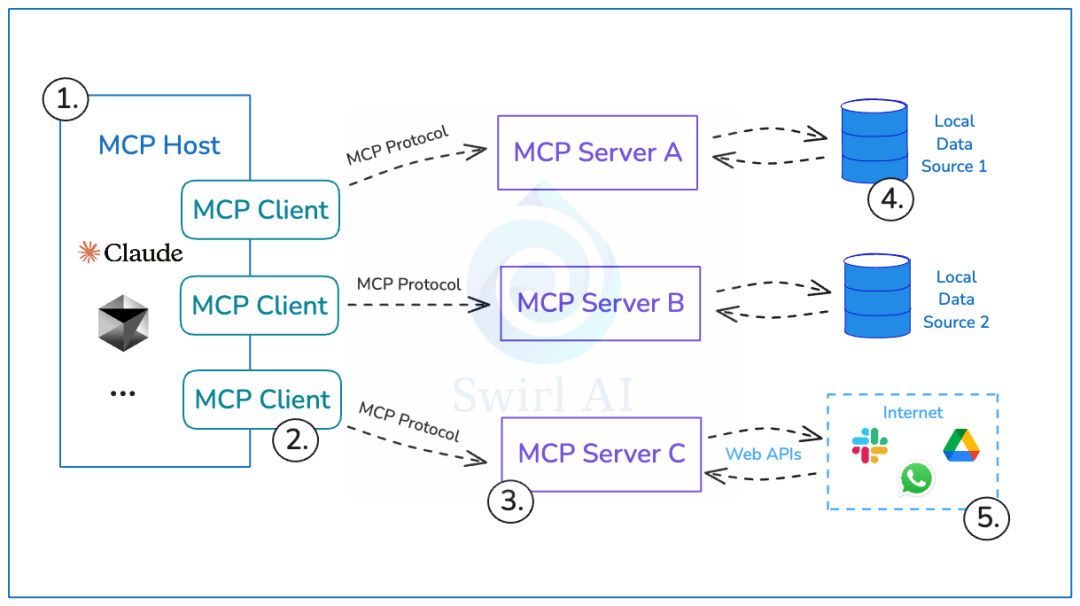 1.
MCP Host
MCP Client
Claude
MCP Client
...
MCP Client
2.
MCP Protocol
MCP Protocol
MCP Protocol
MCP Server A
MCP Server B
Swirl AI
MCP Server C
3.
Web APIs
Local
Data
Source 1
4.
Local
Data
Source 2
Internet
5.